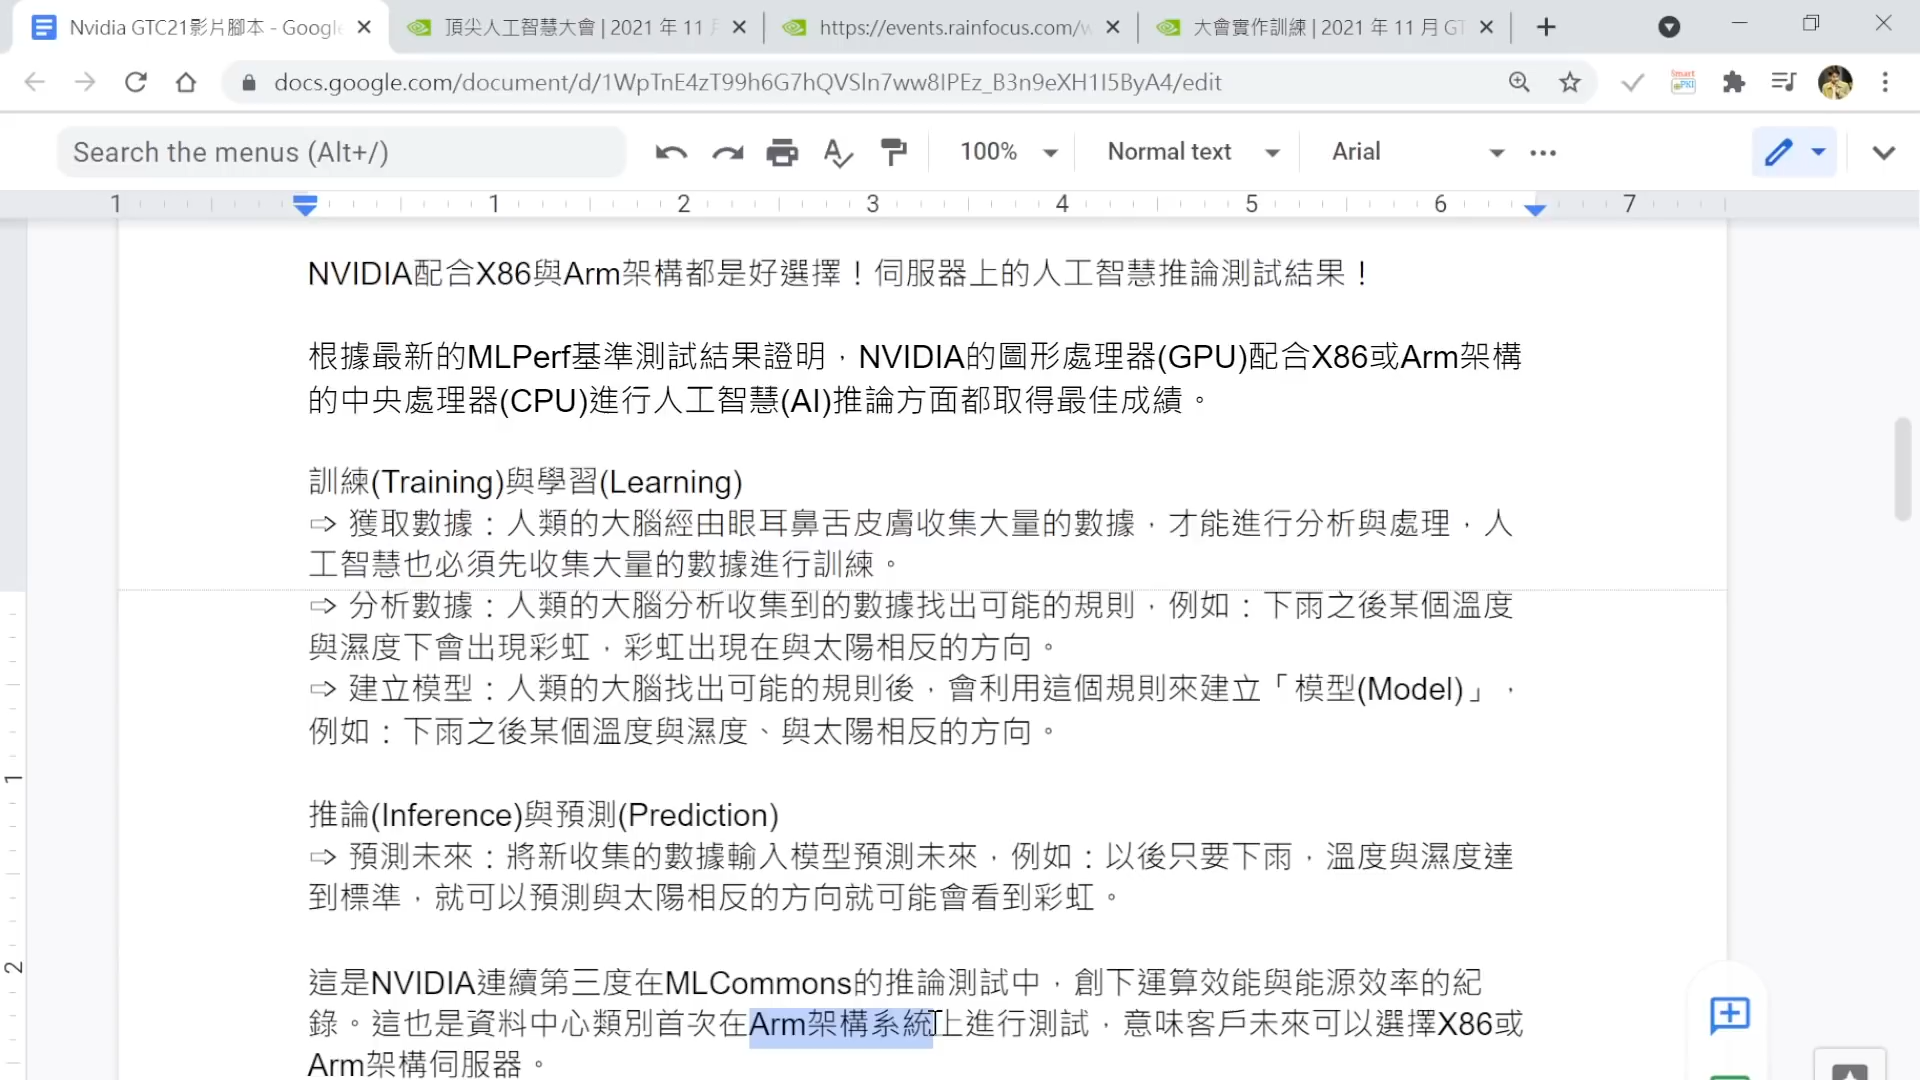 Nvidia GTC21影片腳本 - Google
頂尖人工智慧大會 | 2021 年 11 月
https://events.rainfocus.com/w
大會實作訓練 | 2021 年 11 月 GT
docs.google.com/document/d/1WpTnE4zT99h6G7hQVSln7ww8IPEz_B3n9eXH1I5ByA4/edit
Smart
ePKI
Search the menus (Alt+/)
100%
Normal text
Arial
1 1 2 3 4 5 6 7
NVIDIA配合X86與Arm架構都是好選擇！伺服器上的人工智慧推論測試結果！
根據最新的MLPerf基準測試結果證明，NVIDIA的圖形處理器(GPU)配合X86或Arm架構
的中央處理器(CPU)進行人工智慧(AI)推論方面都取得最佳成績。
訓練(Training)與學習(Learning)
⇨ 獲取數據：人類的大腦經由眼耳鼻舌皮膚收集大量的數據，才能進行分析與處理，人
工智慧也必須先收集大量的數據進行訓練。
⇨ 分析數據：人類的大腦分析收集到的數據找出可能的規則，例如：下雨之後某個溫度
與濕度下會出現彩虹，彩虹出現在與太陽相反的方向。
⇨ 建立模型：人類的大腦找出可能的規則後，會利用這個規則來建立「模型(Model)」，
例如：下雨之後某個溫度與濕度、與太陽相反的方向。
1
推論(Inference)與預測(Prediction)
⇨ 預測未來：將新收集的數據輸入模型預測未來，例如：以後只要下雨，溫度與濕度達
到標準，就可以預測與太陽相反的方向就可能會看到彩虹。
2
這是NVIDIA連續第三度在MLCommons的推論測試中，創下運算效能與能源效率的紀
錄。這也是資料中心類別首次在Arm架構系統上進行測試，意味客戶未來可以選擇X86或
Arm架構伺服器。